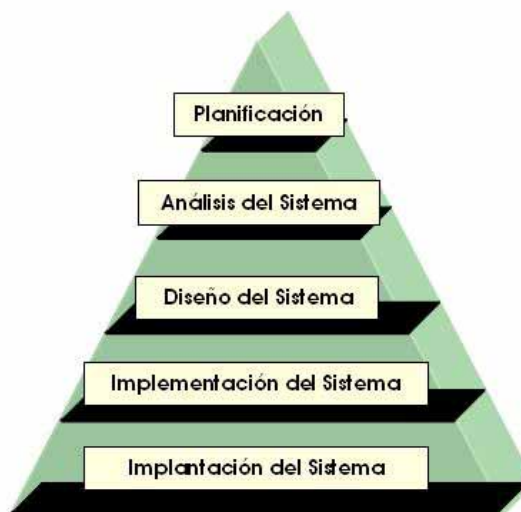 Planificación
Análisis del Sistema
Diseño del Sistema
Implementación del Sistema
Implantación del Sistema